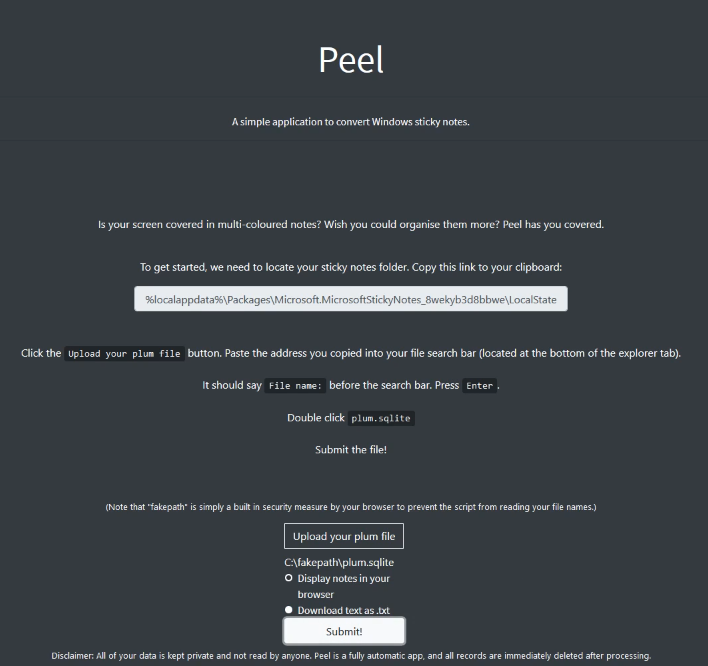 Peel
A simple application to convert Windows sticky notes.
Is your screen covered in multi-coloured notes? Wish you could organise them more? Peel has you covered.
To get started, we need to locate your sticky notes folder. Copy this link to your clipboard:
%localappdata%\Packages\Microsoft.MicrosoftStickyNotes_8wekyb3d8bbwe\LocalState
Click the Upload your plum file button. Paste the address you copied into your file search bar (located at the bottom of the explorer tab).
It should say File name: before the search bar. Press Enter.
Double click plum.sqlite
Submit the file!
(Note that "fakepath" is simply a built in security measure by your browser to prevent the script from reading your file names.)
Upload your plum file
C:\fakepath\plum.sqlite
Display notes in your
browser
Download text as .txt
Submit!
Disclaimer: All of your data is kept private and not read by anyone. Peel is a fully automatic app, and all records are immediately deleted after processing.